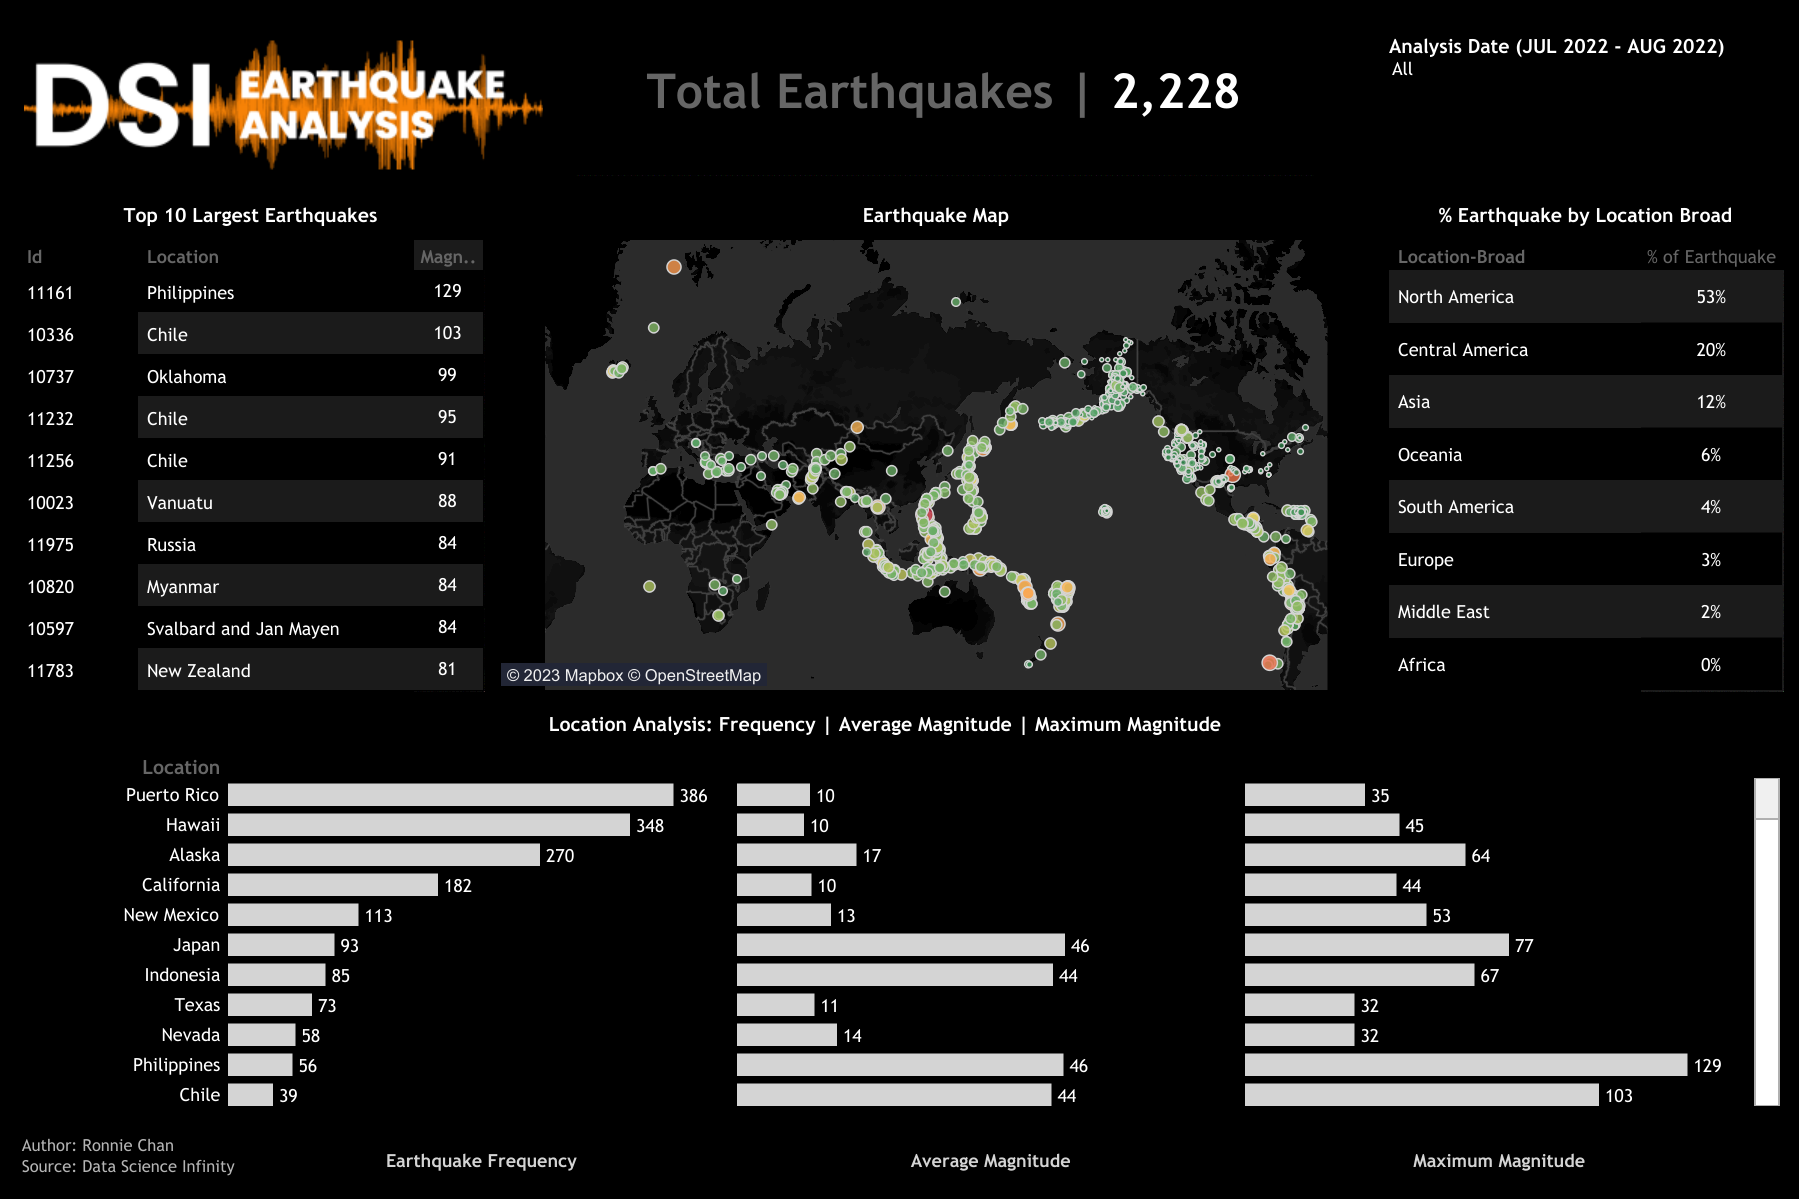 DSI EARTHQUAKE ANALYSIS
Total Earthquakes | 2,228
Analysis Date (JUL 2022 - AUG 2022)
All
Top 10 Largest Earthquakes
Id Location Magn..
11161 Philippines 129
10336 Chile 103
10737 Oklahoma 99
11232 Chile 95
11256 Chile 91
10023 Vanuatu 88
11975 Russia 84
10820 Myanmar 84
10597 Svalbard and Jan Mayen 84
11783 New Zealand 81
Earthquake Map
© 2023 Mapbox © OpenStreetMap
% Earthquake by Location Broad
Location-Broad % of Earthquake
North America 53%
Central America 20%
Asia 12%
Oceania 6%
South America 4%
Europe 3%
Middle East 2%
Africa 0%
Location Analysis: Frequency | Average Magnitude | Maximum Magnitude
Location
Puerto Rico 386 10 35
Hawaii 348 10 45
Alaska 270 17 64
California 182 10 44
New Mexico 113 13 53
Japan 93 46 77
Indonesia 85 44 67
Texas 73 11 32
Nevada 58 14 32
Philippines 56 46 129
Chile 39 44 103
Earthquake Frequency Average Magnitude Maximum Magnitude
Author: Ronnie Chan
Source: Data Science Infinity